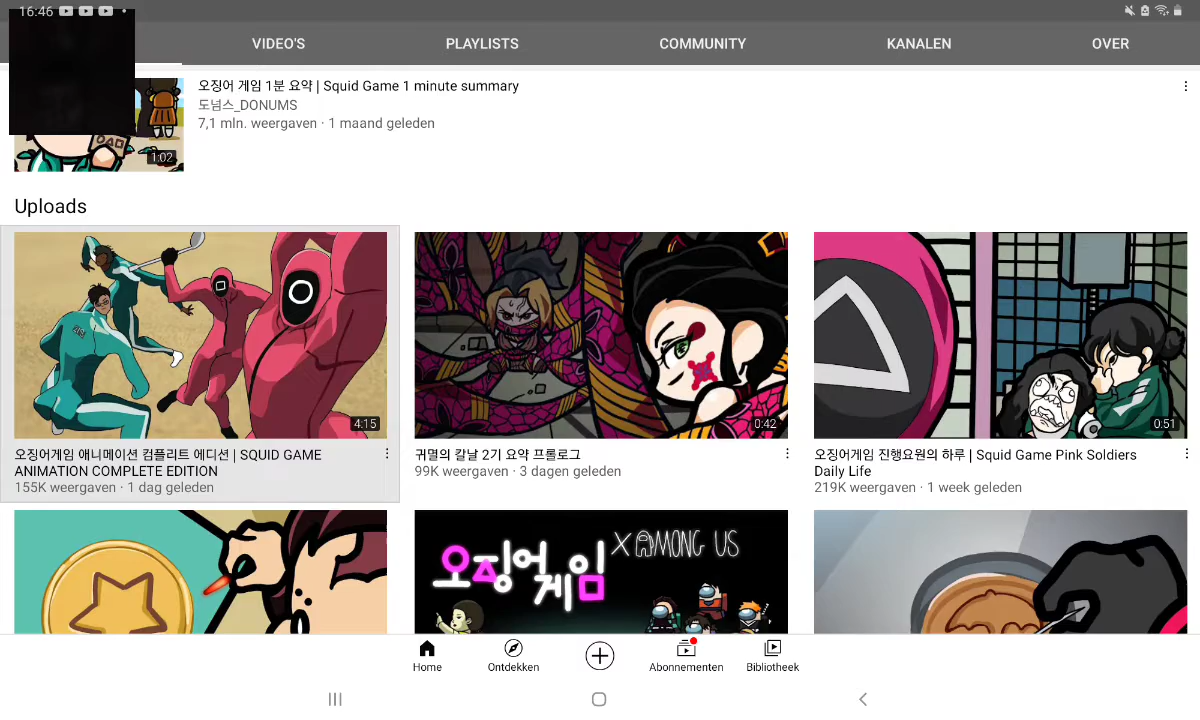 16:46
VIDEO'S
PLAYLISTS
COMMUNITY
KANALEN
OVER
오징어 게임 1분 요약 | Squid Game 1 minute summary
도넘스_DONUMS
7,1 mln. weergaven · 1 maand geleden
1:02
Uploads
4:15
오징어게임 애니메이션 컴플리트 에디션 | SQUID GAME
ANIMATION COMPLETE EDITION
155K weergaven · 1 dag geleden
0:42
귀멸의 칼날 2기 요약 프롤로그
99K weergaven · 3 dagen geleden
0:51
오징어게임 진행요원의 하루 | Squid Game Pink Soldiers
Daily Life
219K weergaven · 1 week geleden
오징어게임 X AMONG US
Home
Ontdekken
Abonnementen
Bibliotheek